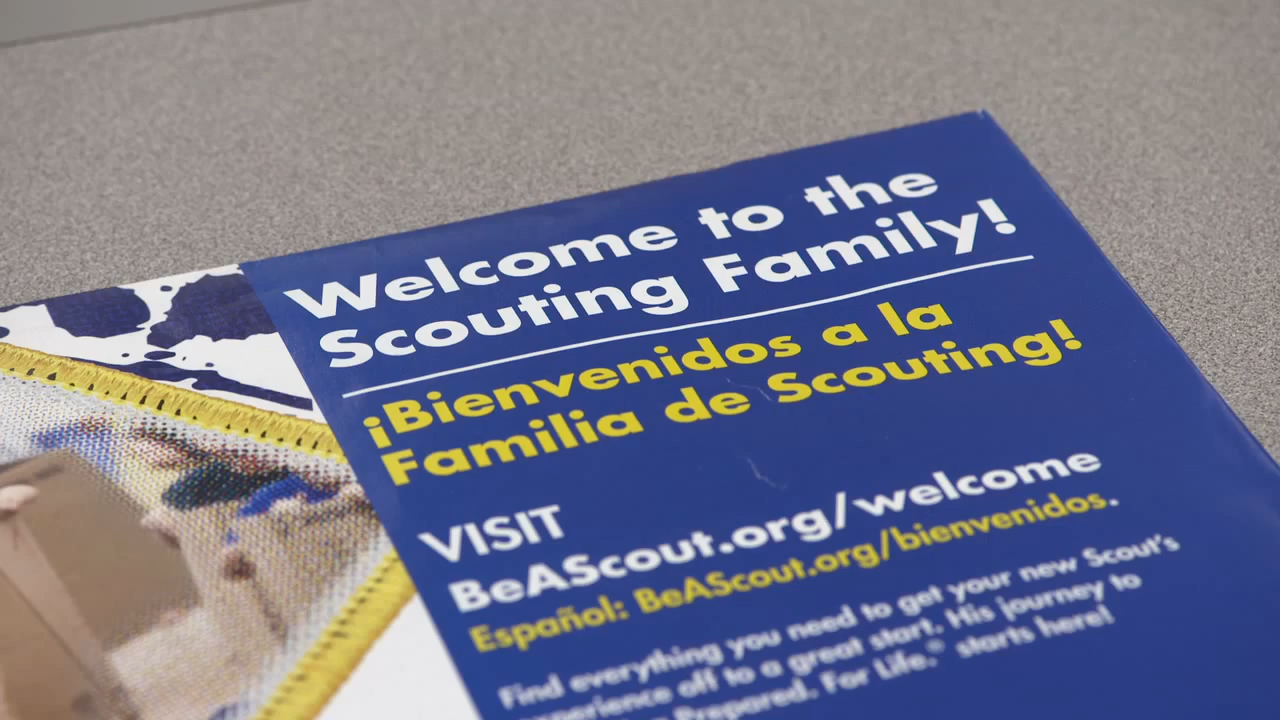 Welcome to the
Scouting Family!
¡Bienvenidos a la
Familia de Scouting!
VISIT
BeAScout.org/welcome
BeAScout.org/bienvenidos.
Español:
Find everything you need to get your new Scout's
experience off to a great start. His journey to
Prepared. For Life.® starts here!